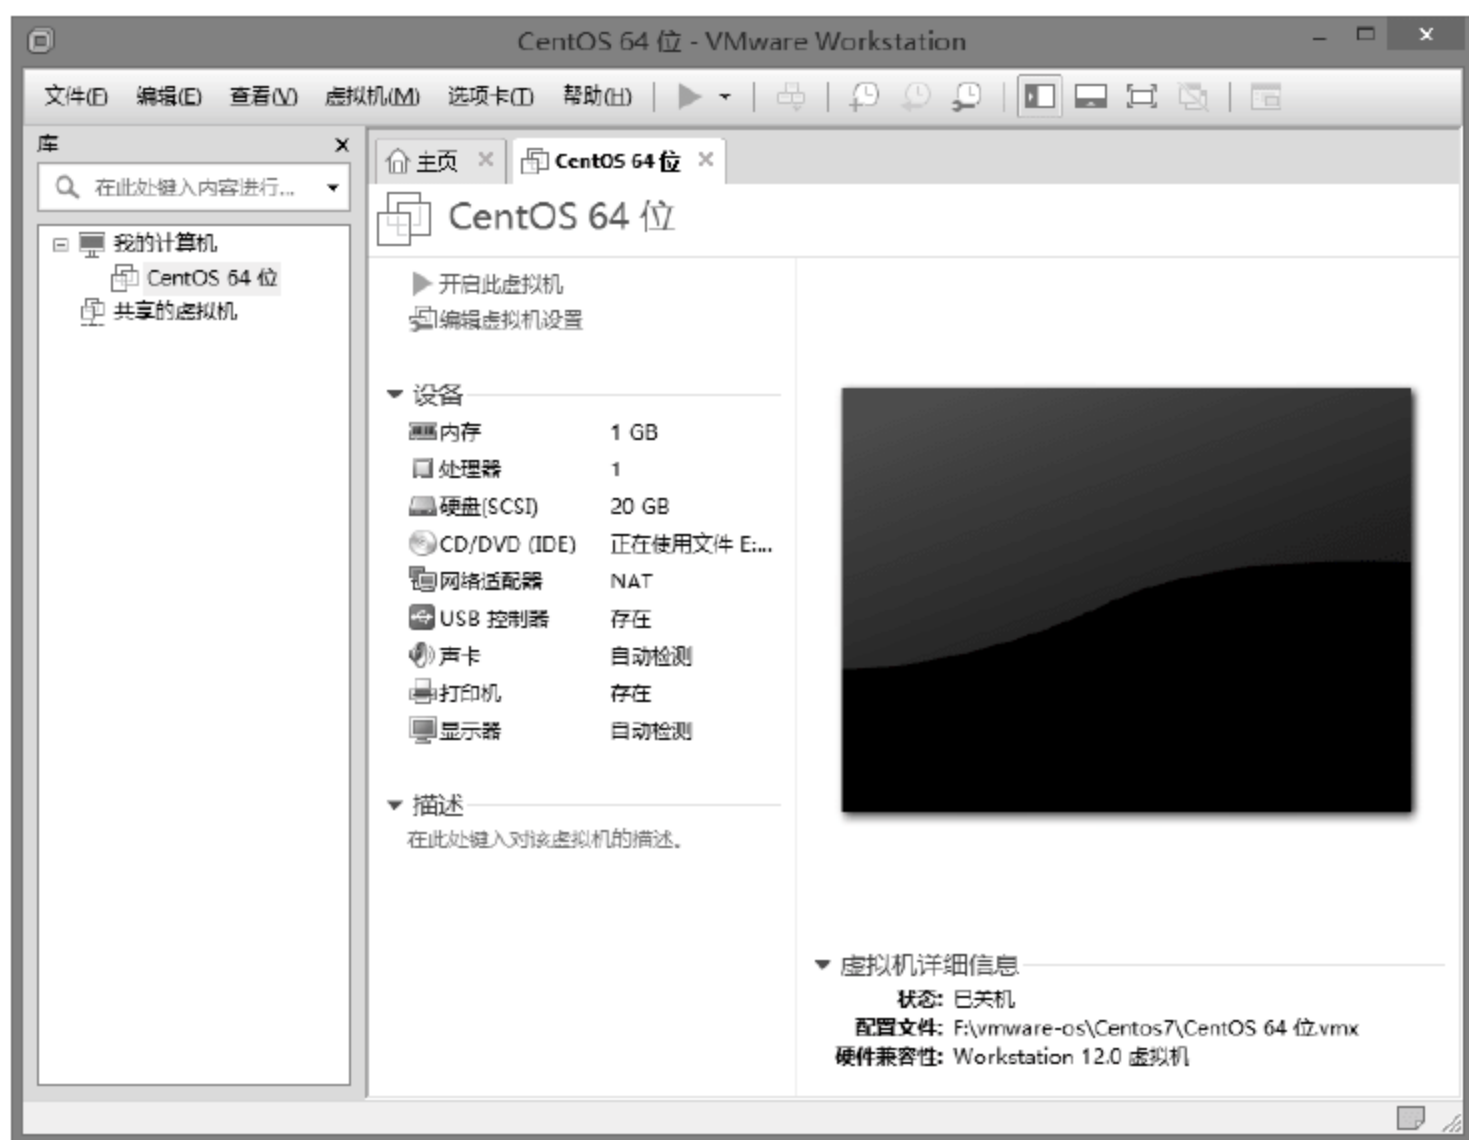 CentOS 64 位 - VMware Workstation
文件(F) 编辑(E) 查看(V) 虚拟机(M) 选项卡(T) 帮助(H)
库
在此处键入内容进行...
我的计算机
CentOS 64 位
共享的虚拟机
主页 CentOS 64 位
CentOS 64 位
开启此虚拟机
编辑虚拟机设置
设备
内存 1 GB
处理器 1
硬盘(SCSI) 20 GB
CD/DVD (IDE) 正在使用文件 E:...
网络适配器 NAT
USB 控制器 存在
声卡 自动检测
打印机 存在
显示器 自动检测
描述
在此处键入对该虚拟机的描述。
虚拟机详细信息
状态: 已关机
配置文件: F:\vmware-os\Centos7\CentOS 64 位.vmx
硬件兼容性: Workstation 12.0 虚拟机